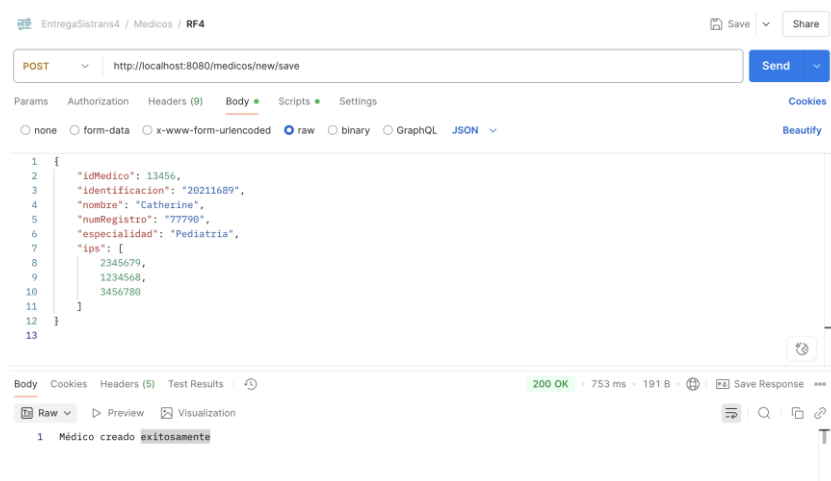 HTTP EntregaSistrans4 / Medicos / RF4 Save Share
POST http://localhost:8080/medicos/new/save Send
Params Authorization Headers (9) Body Scripts Settings Cookies
none form-data x-www-form-urlencoded raw binary GraphQL JSON Beautify
1 {
2 "idMedico": 13456,
3 "identificacion": "20211689",
4 "nombre": "Catherine",
5 "numRegistro": "77790",
6 "especialidad": "Pediatria",
7 "ips": [
8 2345679,
9 1234568,
10 3456780
11 ]
12 }
13
Body Cookies Headers (5) Test Results 200 OK 753 ms 191 B e.g. Save Response
Raw Preview Visualization
1 Médico creado exitosamente